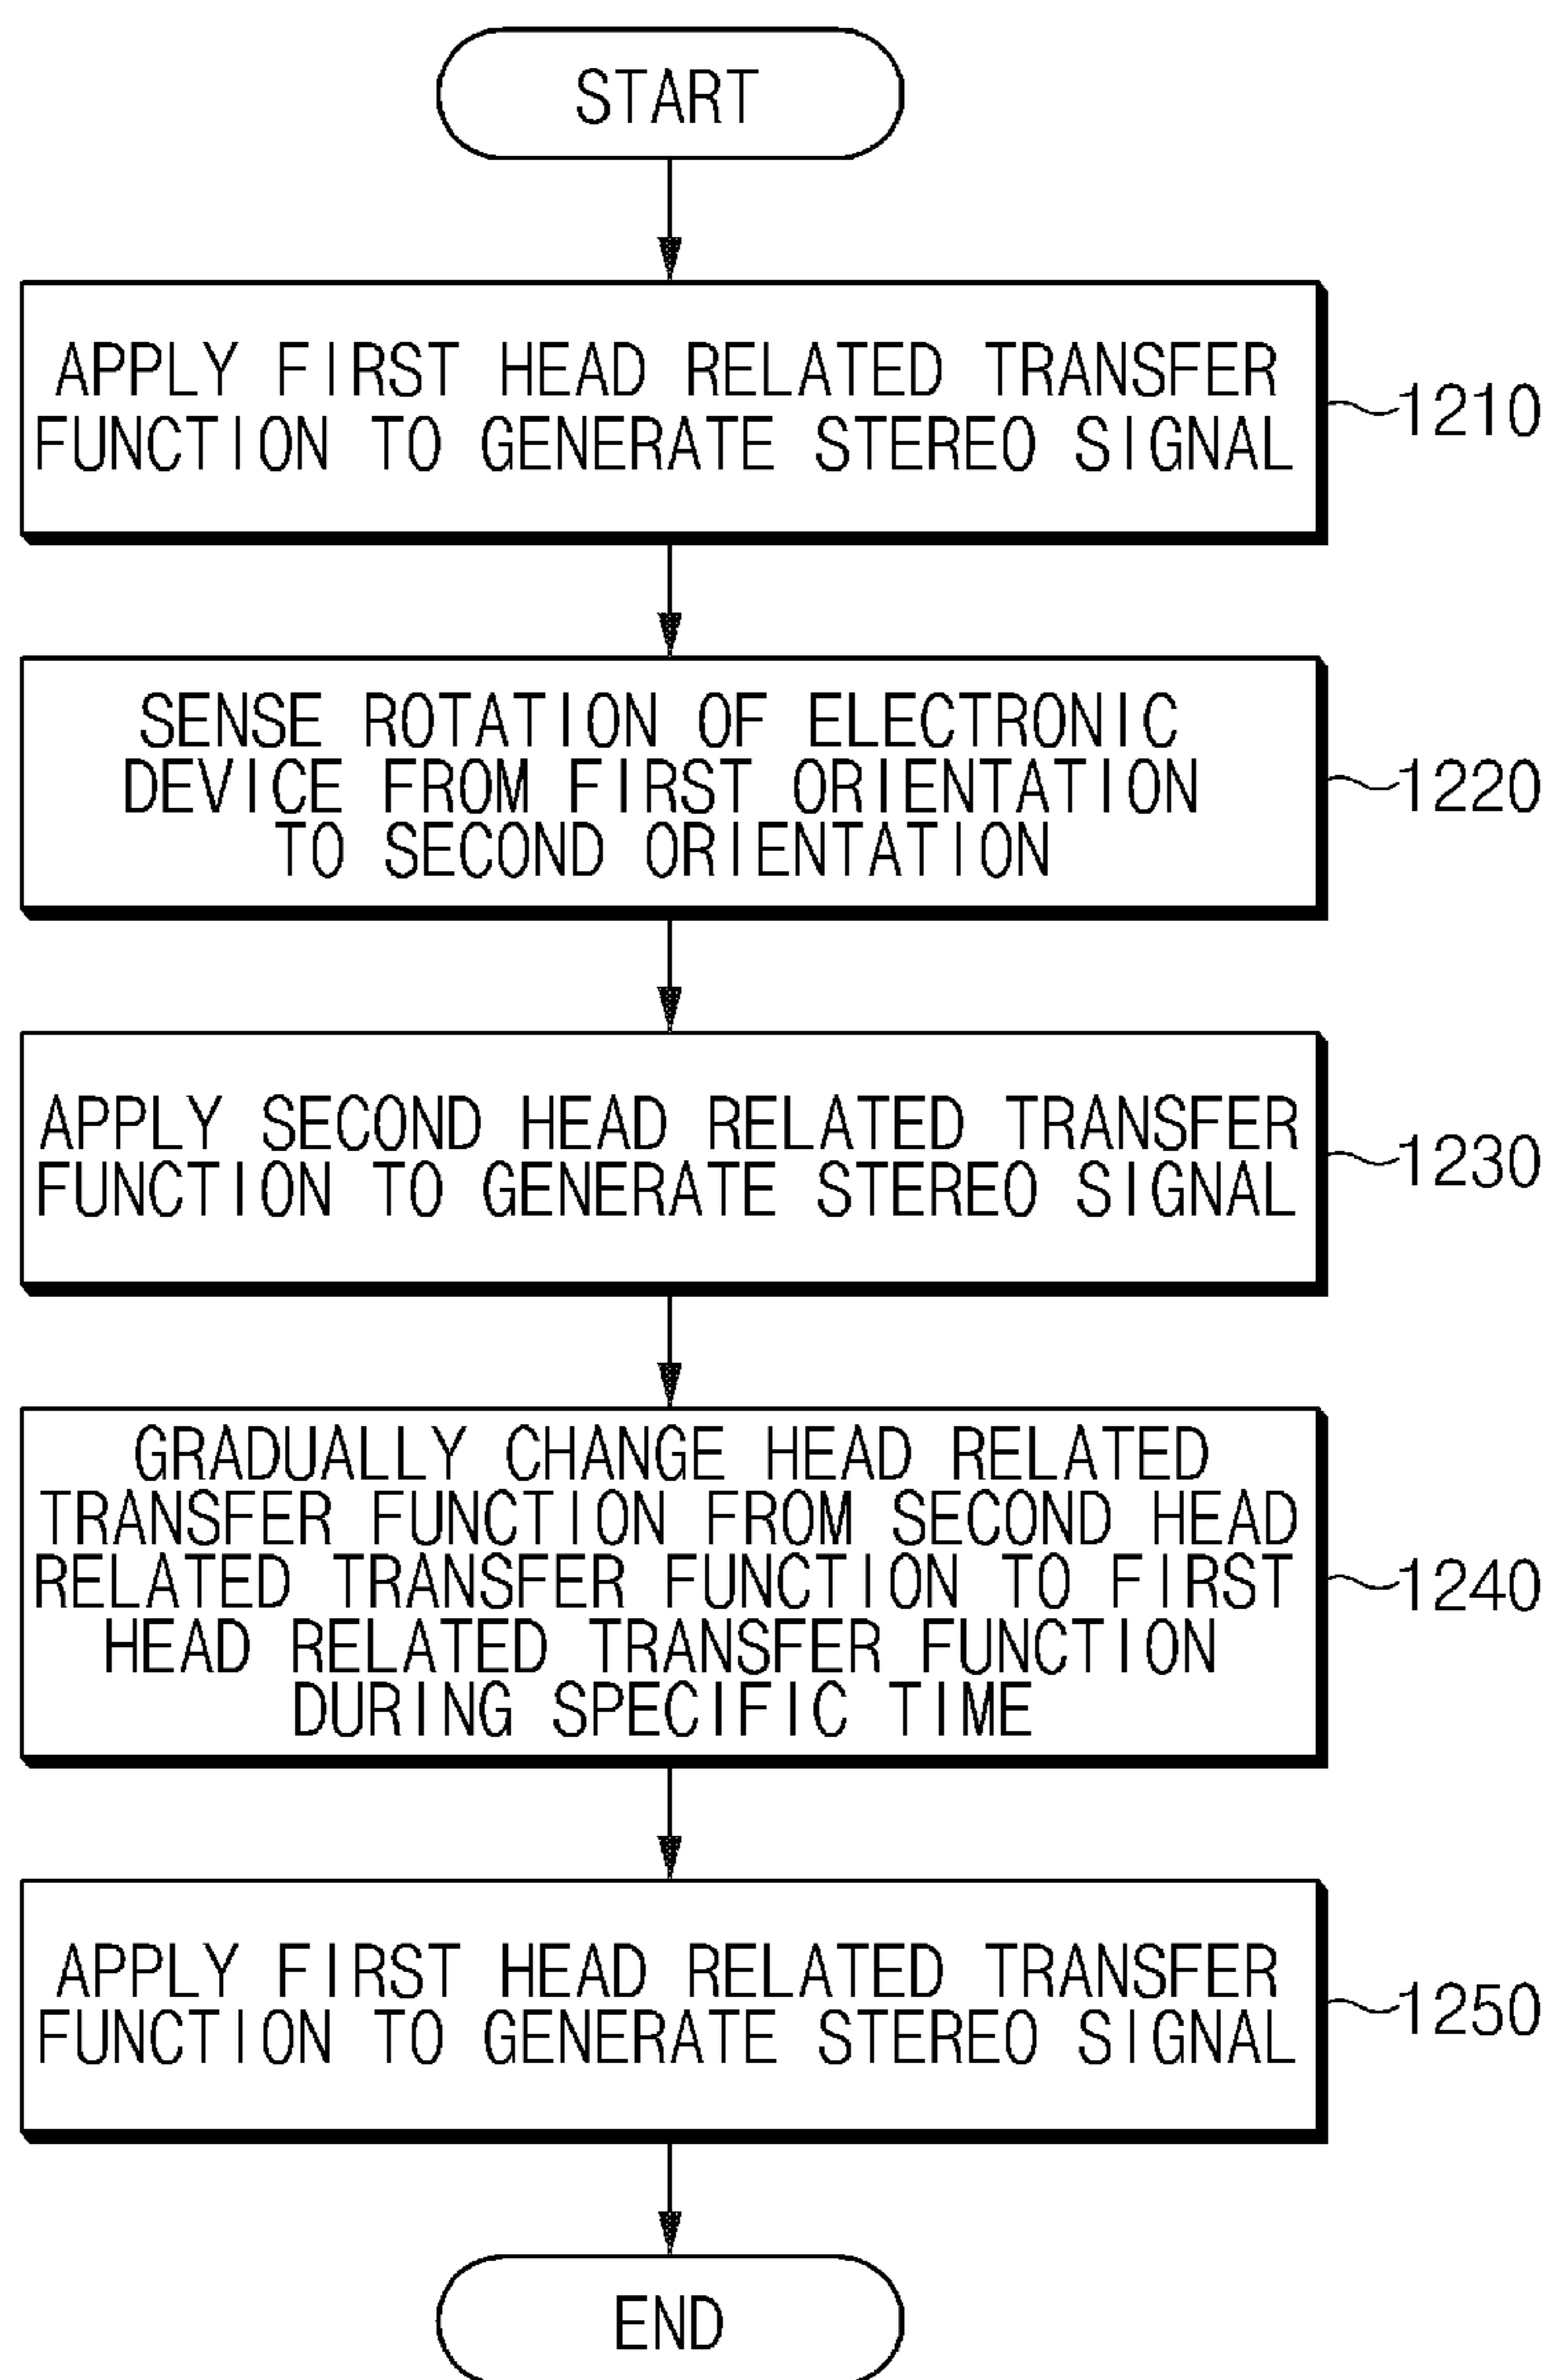 START
APPLY FIRST HEAD RELATED TRANSFER
FUNCTION TO GENERATE STEREO SIGNAL
1210
SENSE ROTATION OF ELECTRONIC
DEVICE FROM FIRST ORIENTATION
TO SECOND ORIENTATION
1220
APPLY SECOND HEAD RELATED TRANSFER
FUNCTION TO GENERATE STEREO SIGNAL
1230
GRADUALLY CHANGE HEAD RELATED
TRANSFER FUNCTION FROM SECOND HEAD
RELATED TRANSFER FUNCTION TO FIRST
HEAD RELATED TRANSFER FUNCTION
DURING SPECIFIC TIME
1240
APPLY FIRST HEAD RELATED TRANSFER
FUNCTION TO GENERATE STEREO SIGNAL
1250
END